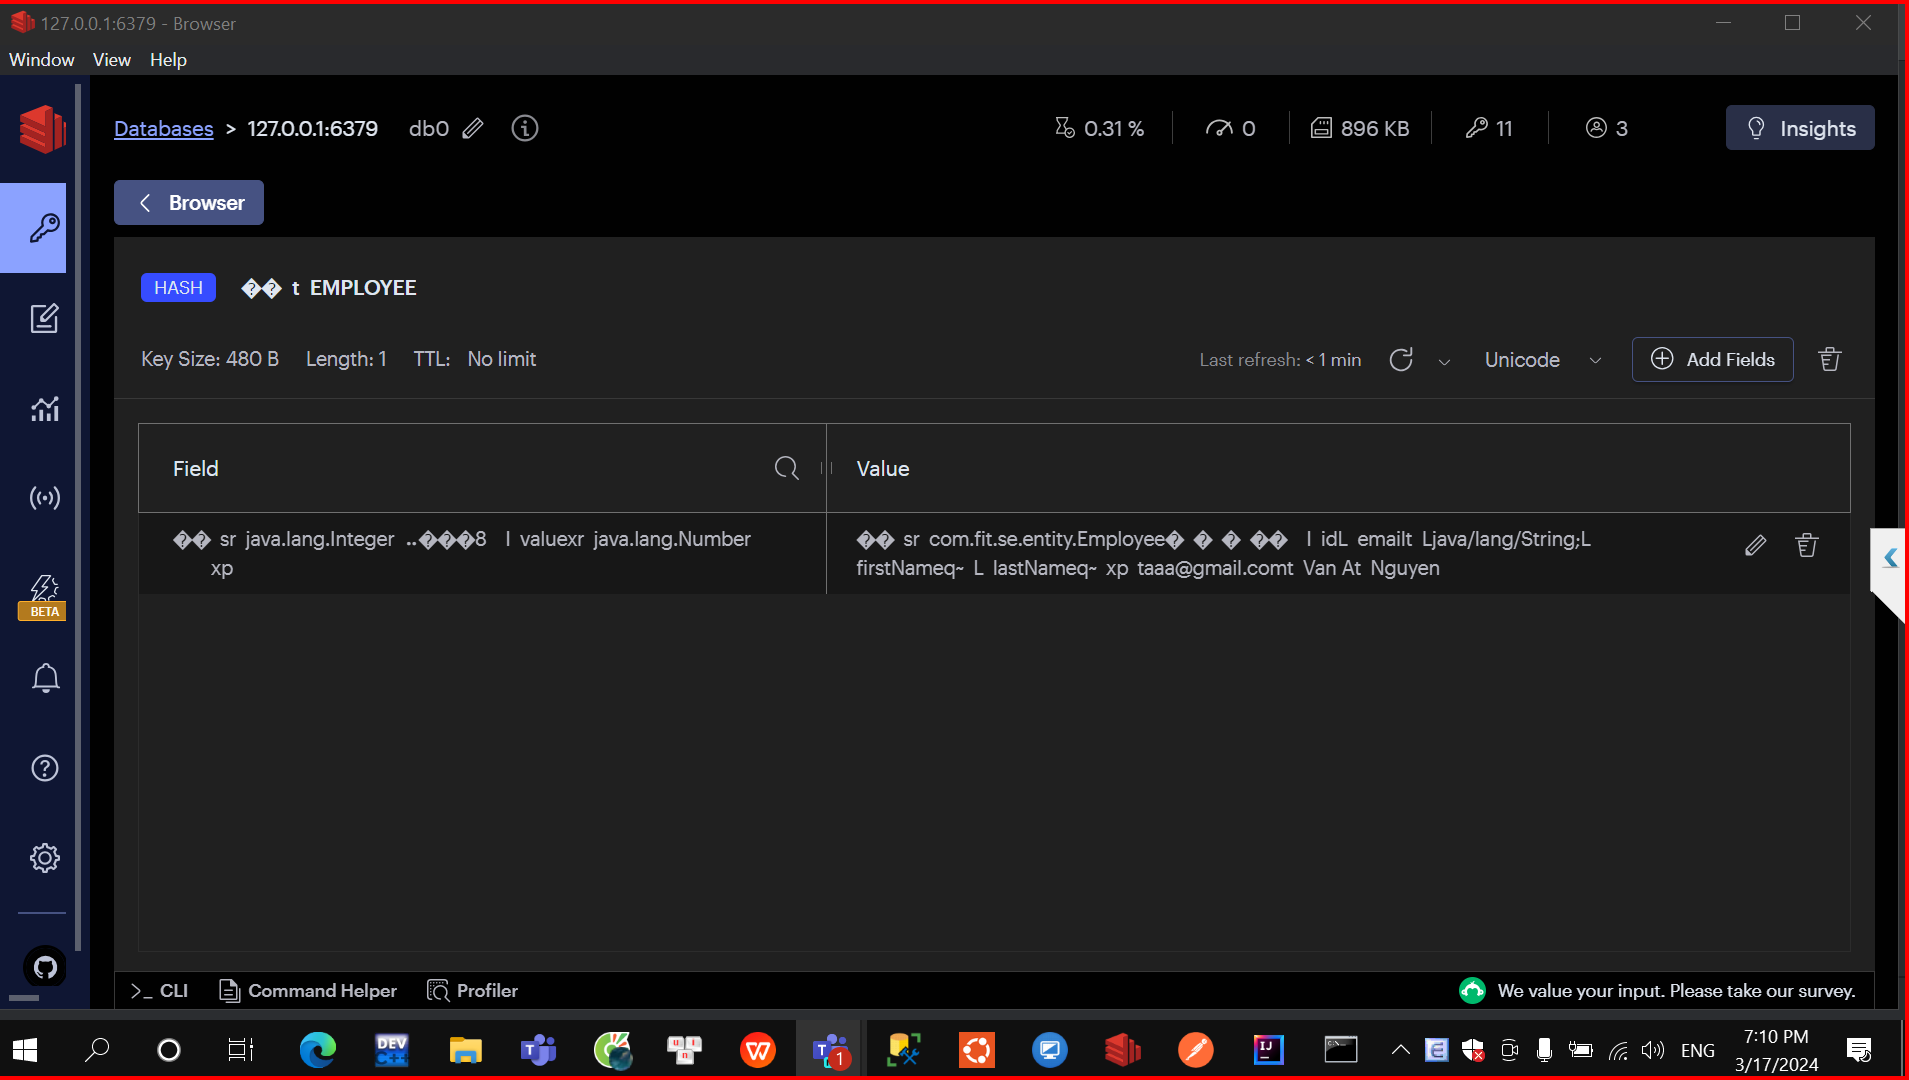 127.0.0.1:6379 - Browser
Window View Help
Databases > 127.0.0.1:6379 db0
0.31 % 0 896 KB 11 3 Insights
Browser
HASH �� t EMPLOYEE
Key Size: 480 B Length: 1 TTL: No limit
Last refresh: < 1 min Unicode Add Fields
Field Value
�� sr java.lang.Integer ..���8 I valuexr java.lang.Number
xp
�� sr com.fit.se.entity.Employee� � � � �� I idL emailt Ljava/lang/String;L
firstNameq~ L lastNameq~ xp taaa@gmail.comt Van At Nguyen
BETA
>_ CLI Command Helper Profiler
We value your input. Please take our survey.
DEV
C++
T
u i n
W
T 1
IJ
C:\
E
ENG
7:10 PM
3/17/2024